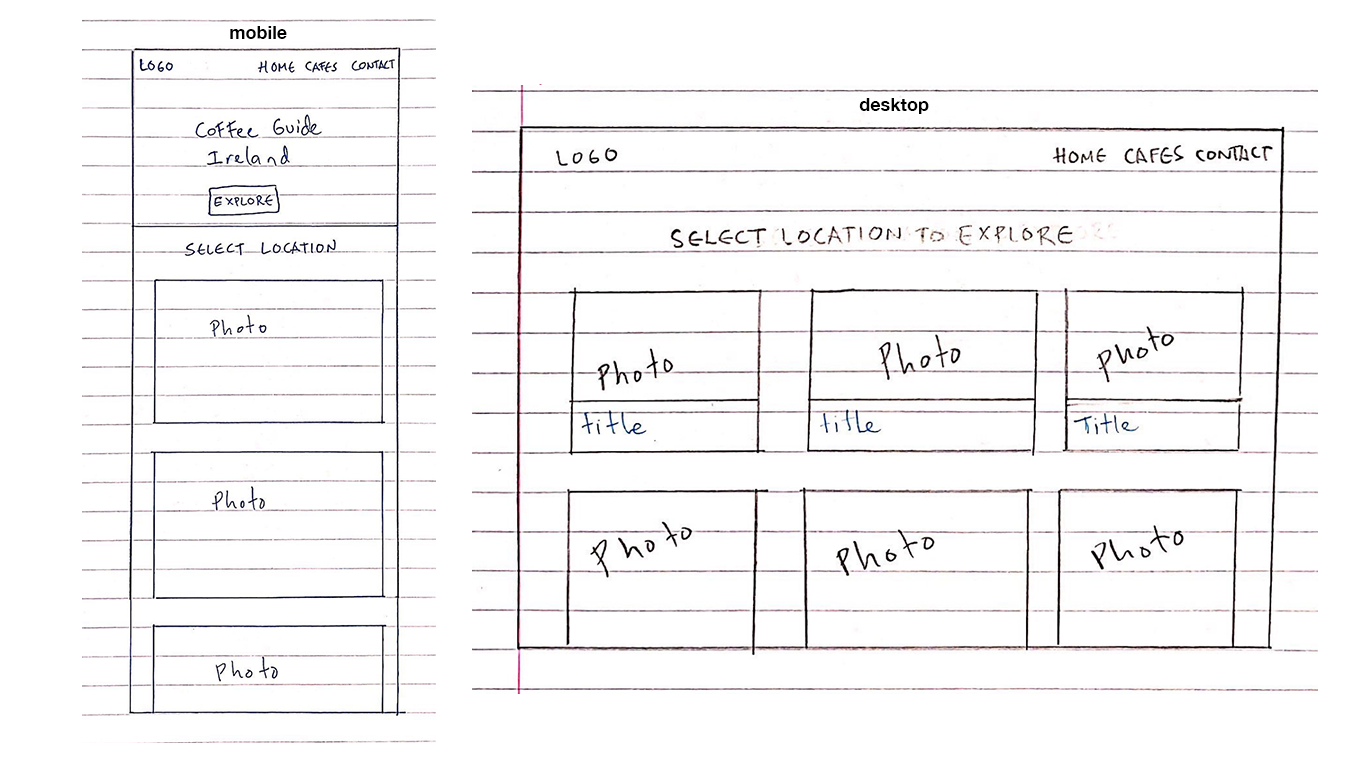 mobile
LOGO HOME CAFES CONTACT
Coffee Guide
Ireland
EXPLORE
SELECT LOCATION
Photo
Photo
Photo
desktop
LOGO HOME CAFES CONTACT
SELECT LOCATION TO EXPLORE
Photo Photo Photo
title title Title
Photo Photo Photo